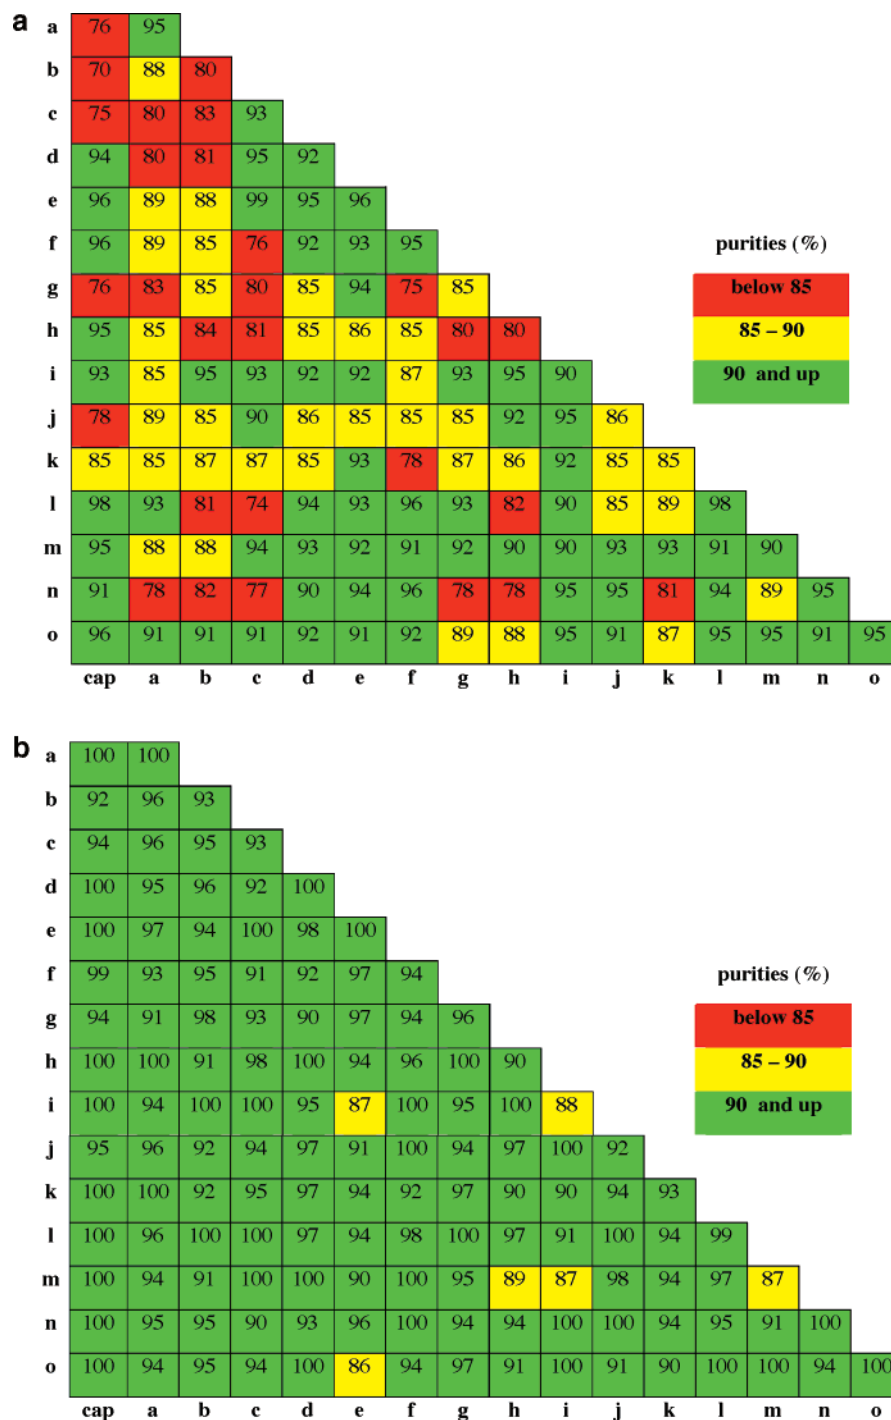 a
a 76 95
b 70 88 80
c 75 80 83 93
d 94 80 81 95 92
e 96 89 88 99 95 96
f 96 89 85 76 92 93 95
purities (%)
g 76 83 85 80 85 94 75 85
below 85
h 95 85 84 81 85 86 85 80 80
85 – 90
i 93 85 95 93 92 92 87 93 95 90
90 and up
j 78 89 85 90 86 85 85 85 92 95 86
k 85 85 87 87 85 93 78 87 86 92 85 85
l 98 93 81 74 94 93 96 93 82 90 85 89 98
m 95 88 88 94 93 92 91 92 90 90 93 93 91 90
n 91 78 82 77 90 94 96 78 78 95 95 81 94 89 95
o 96 91 91 91 92 91 92 89 88 95 91 87 95 95 91 95
cap a b c d e f g h i j k l m n o
b
a 100 100
b 92 96 93
c 94 96 95 93
d 100 95 96 92 100
e 100 97 94 100 98 100
f 99 93 95 91 92 97 94
purities (%)
g 94 91 98 93 90 97 94 96
below 85
h 100 100 91 98 100 94 96 100 90
85 – 90
i 100 94 100 100 95 87 100 95 100 88
90 and up
j 95 96 92 94 97 91 100 94 97 100 92
k 100 100 92 95 97 94 92 97 90 90 94 93
l 100 96 100 100 97 94 98 100 97 91 100 94 99
m 100 94 91 100 100 90 100 95 89 87 98 94 97 87
n 100 95 95 90 93 96 100 94 94 100 100 94 95 91 100
o 100 94 95 94 100 86 94 97 91 100 91 90 100 100 94 100
cap a b c d e f g h i j k l m n o